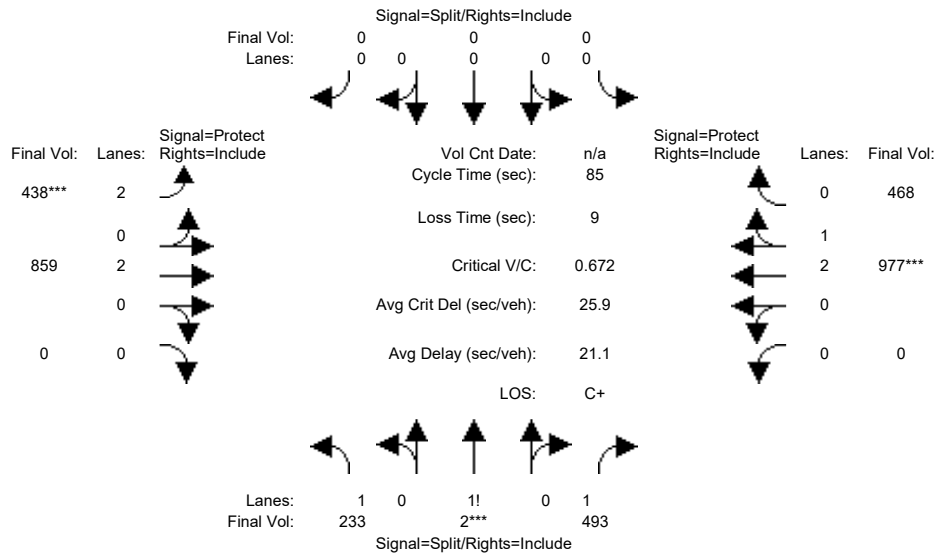 Signal=Split/Rights=Include
Final Vol: 0 0 0
Lanes: 0 0 0 0 0
Signal=Protect Signal=Protect
Final Vol: Lanes: Rights=Include Vol Cnt Date: n/a Rights=Include Lanes: Final Vol:
Cycle Time (sec): 85
438*** 2 0 468
Loss Time (sec): 9
0 1
859 2 Critical V/C: 0.672 2 977***
0 Avg Crit Del (sec/veh): 25.9 0
0 0 Avg Delay (sec/veh): 21.1 0 0
LOS: C+
Lanes: 1 0 1! 0 1
Final Vol: 233 2*** 493
Signal=Split/Rights=Include